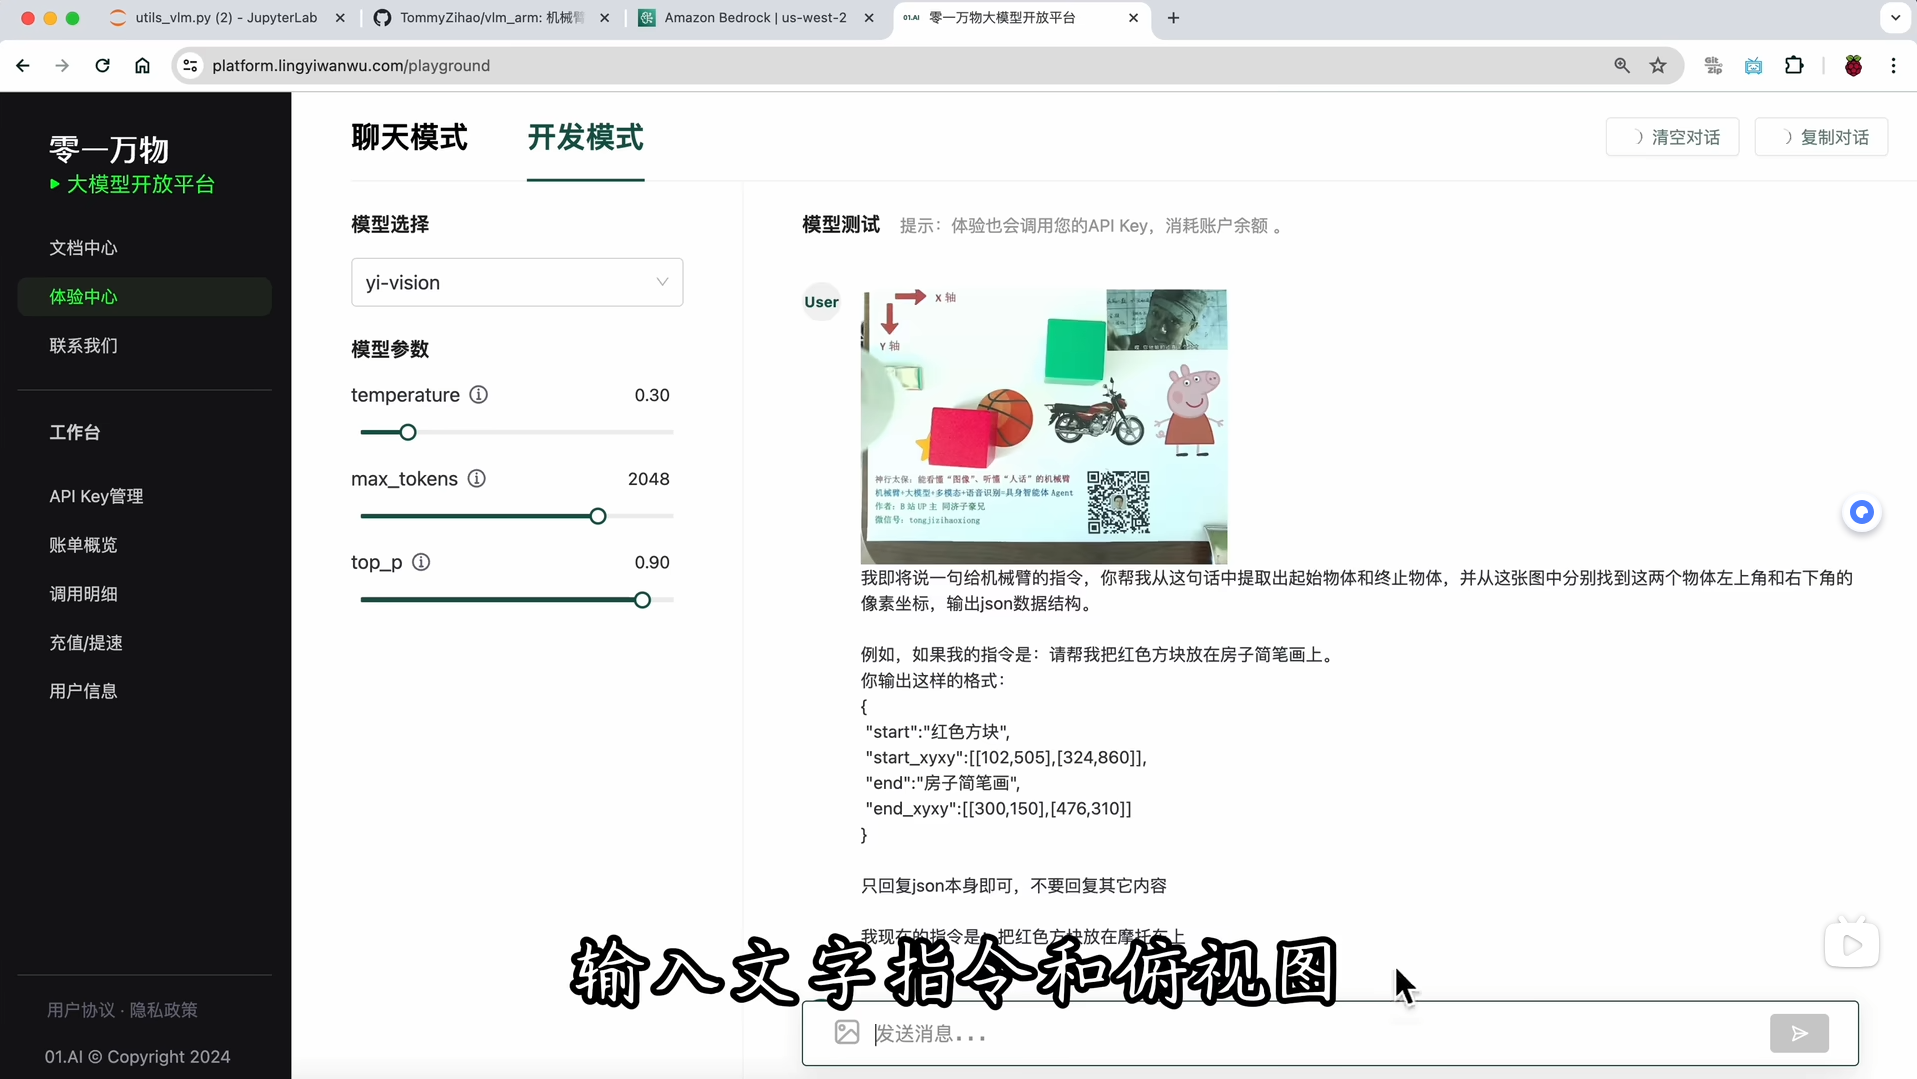 utils_vlm.py (2) - JupyterLab
TommyZihao/vlm_arm: 机械臂
Amazon Bedrock | us-west-2
01.AI 零一万物大模型开放平台
platform.lingyiwanwu.com/playground
Git Zip
零一万物
大模型开放平台
文档中心
体验中心
联系我们
工作台
API Key管理
账单概览
调用明细
充值/提速
用户信息
用户协议 · 隐私政策
01.AI © Copyright 2024
聊天模式
开发模式
清空对话
复制对话
模型选择
yi-vision
模型参数
temperature 0.30
max_tokens 2048
top_p 0.90
模型测试 提示：体验也会调用您的API Key，消耗账户余额 。
User
X 轴
Y 轴
神行太保：能看懂“图像”、听懂“人话”的机械臂
机械臂+大模型+多模态+语音识别=具身智能体 Agent
作者：B 站 UP 主 同济子豪兄
微信号：tongjizihaoxiong
我即将说一句给机械臂的指令，你帮我从这句话中提取出起始物体和终止物体，并从这张图中分别找到这两个物体左上角和右下角的
像素坐标，输出json数据结构。
例如，如果我的指令是：请帮我把红色方块放在房子简笔画上。
你输出这样的格式：
{
"start":"红色方块",
"start_xyxy":[[102,505],[324,860]],
"end":"房子简笔画",
"end_xyxy":[[300,150],[476,310]]
}
只回复json本身即可，不要回复其它内容
我现在的指令是：把红色方块放在摩托车上
输入文字指令和俯视图
发送消息...